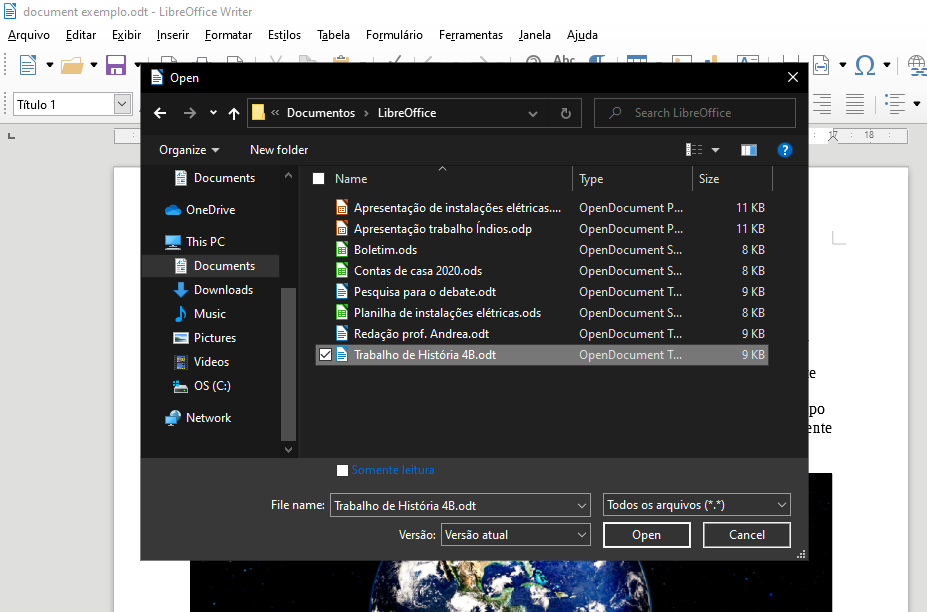 document exemplo.odt - LibreOffice Writer
Arquivo Editar Exibir Inserir Formatar Estilos Tabela Formulário Ferramentas Janela Ajuda
Título 1
Open
« Documentos › LibreOffice
Search LibreOffice
17 18
Organize New folder
Documents
OneDrive
This PC
Documents
Downloads
Music
Pictures
Videos
OS (C:)
Network
Name Type Size
Apresentação de instalações elétricas.... OpenDocument P... 11 KB
Apresentação trabalho Índios.odp OpenDocument P... 11 KB
Boletim.ods OpenDocument S... 8 KB
Contas de casa 2020.ods OpenDocument S... 8 KB
Pesquisa para o debate.odt OpenDocument T... 9 KB
Planilha de instalações elétricas.ods OpenDocument S... 8 KB
Redação prof. Andrea.odt OpenDocument T... 9 KB
Trabalho de História 4B.odt OpenDocument T... 9 KB
Somente leitura
File name: Trabalho de História 4B.odt Todos os arquivos (*.*)
Versão: Versão atual Open Cancel